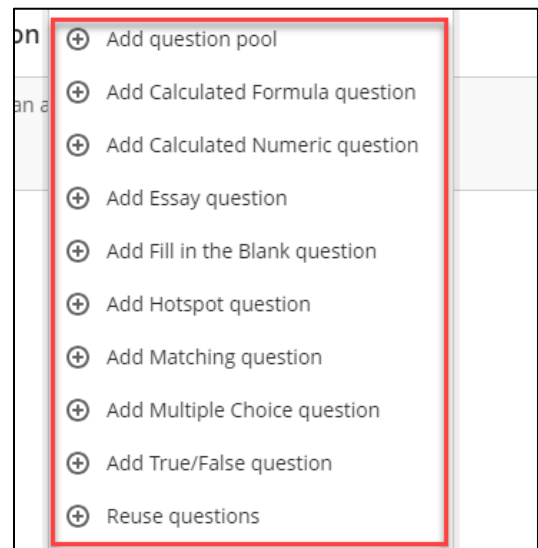 on
an a
Add question pool
Add Calculated Formula question
Add Calculated Numeric question
Add Essay question
Add Fill in the Blank question
Add Hotspot question
Add Matching question
Add Multiple Choice question
Add True/False question
Reuse questions